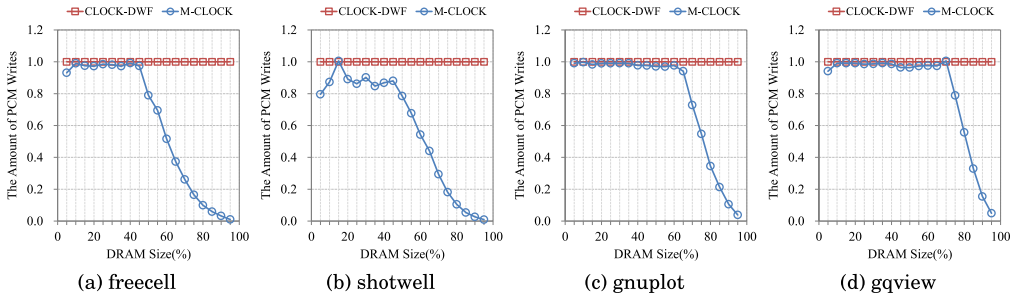 CLOCK-DWF M-CLOCK
The Amount of PCM Writes
1.2
1.0
0.8
0.6
0.4
0.2
0.0
0 20 40 60 80 100
DRAM Size(%)
(a) freecell
CLOCK-DWF M-CLOCK
The Amount of PCM Writes
1.2
1.0
0.8
0.6
0.4
0.2
0.0
0 20 40 60 80 100
DRAM Size(%)
(b) shotwell
CLOCK-DWF M-CLOCK
The Amount of PCM Writes
1.2
1.0
0.8
0.6
0.4
0.2
0.0
0 20 40 60 80 100
DRAM Size(%)
(c) gnuplot
CLOCK-DWF M-CLOCK
The Amount of PCM Writes
1.2
1.0
0.8
0.6
0.4
0.2
0.0
0 20 40 60 80 100
DRAM Size(%)
(d) gqview